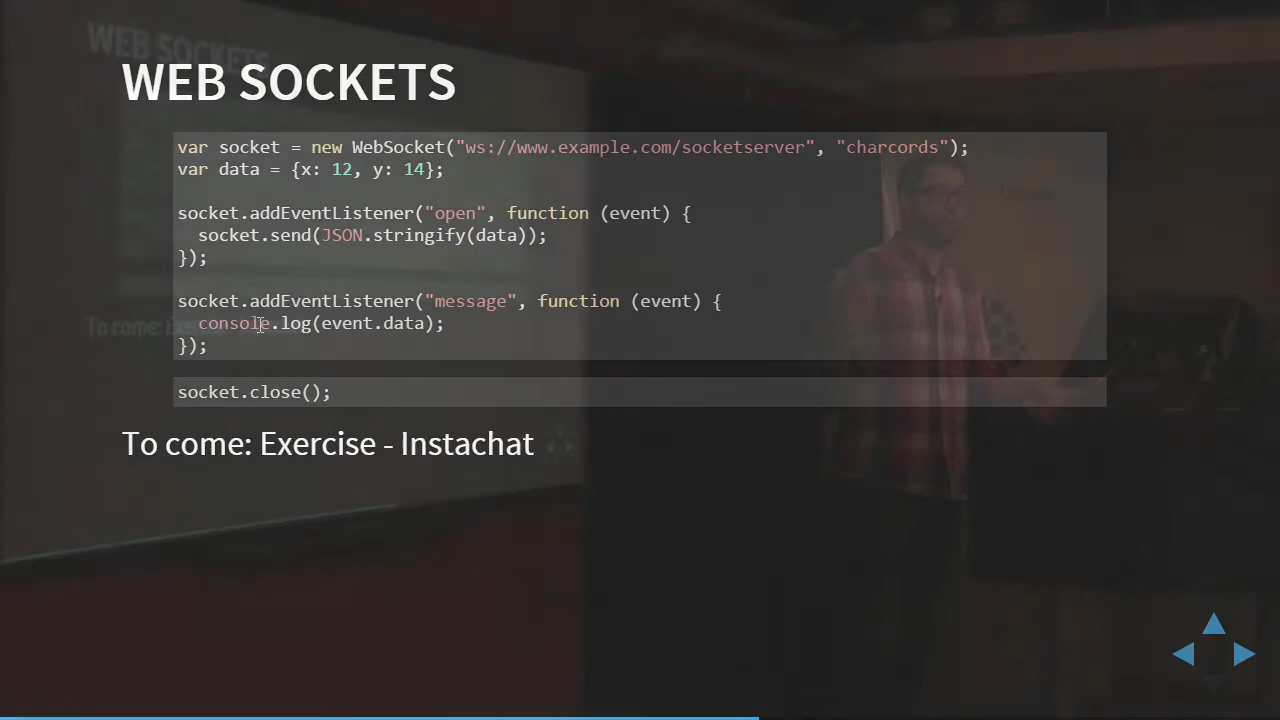 WEB SOCKETS
var socket = new WebSocket("ws://www.example.com/socketserver", "charcords");
var data = {x: 12, y: 14};
socket.addEventListener("open", function (event) {
  socket.send(JSON.stringify(data));
});
socket.addEventListener("message", function (event) {
  console.log(event.data);
});
socket.close();
To come: Exercise - Instachat